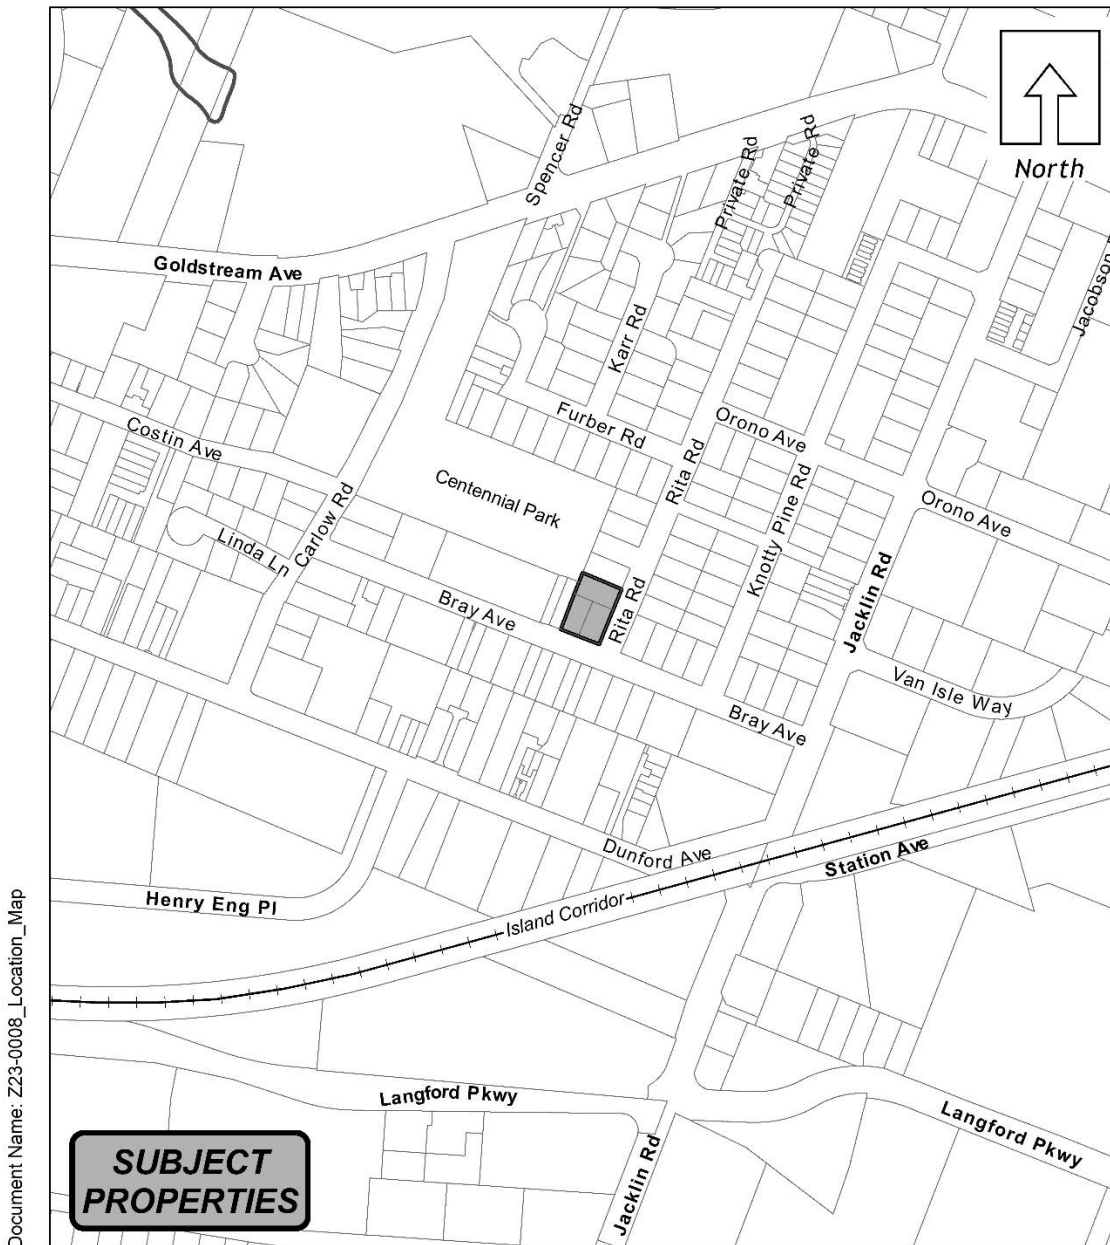 North
Spencer Rd
Private Rd
Private Rd
Goldstream Ave
Jacobson
Karr Rd
Furber Rd
Orono Ave
Costin Ave
Rita Rd
Centennial Park
Knotty Pine Rd
Orono Ave
Carlow Rd
Linda Ln
Jacklin Rd
Bray Ave
Rita Rd
Van Isle Way
Bray Ave
Dunford Ave
Station Ave
Henry Eng Pl
Island Corridor
Langford Pkwy
Langford Pkwy
Jacklin Rd
SUBJECT
PROPERTIES
Document Name: Z23-0008_Location_Map